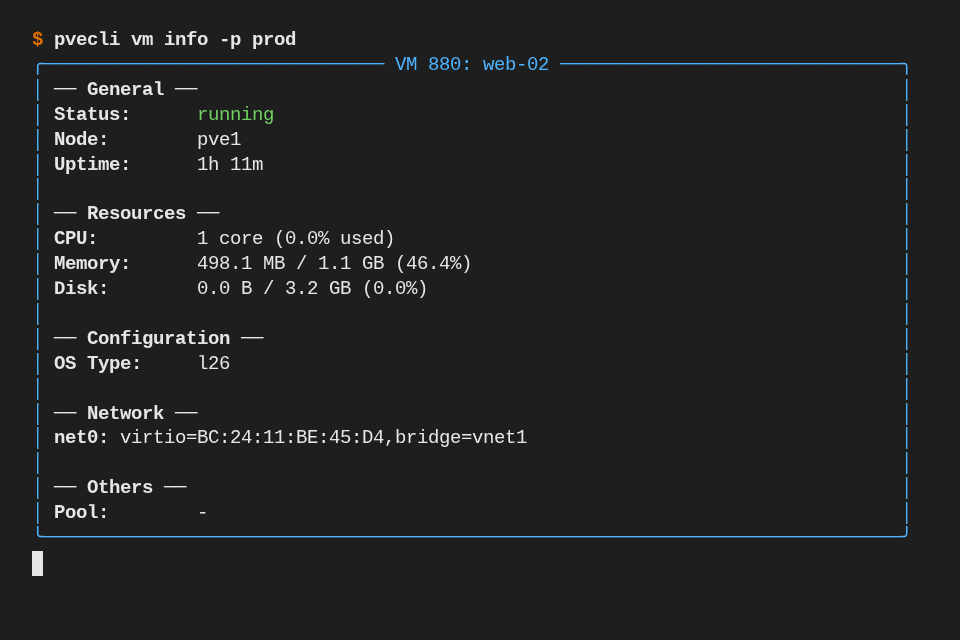 $ pvecli vm info -p prod
VM 880: web-02
── General ──
Status: running
Node: pve1
Uptime: 1h 11m
── Resources ──
CPU: 1 core (0.0% used)
Memory: 498.1 MB / 1.1 GB (46.4%)
Disk: 0.0 B / 3.2 GB (0.0%)
── Configuration ──
OS Type: l26
── Network ──
net0: virtio=BC:24:11:BE:45:D4,bridge=vnet1
── Others ──
Pool: -